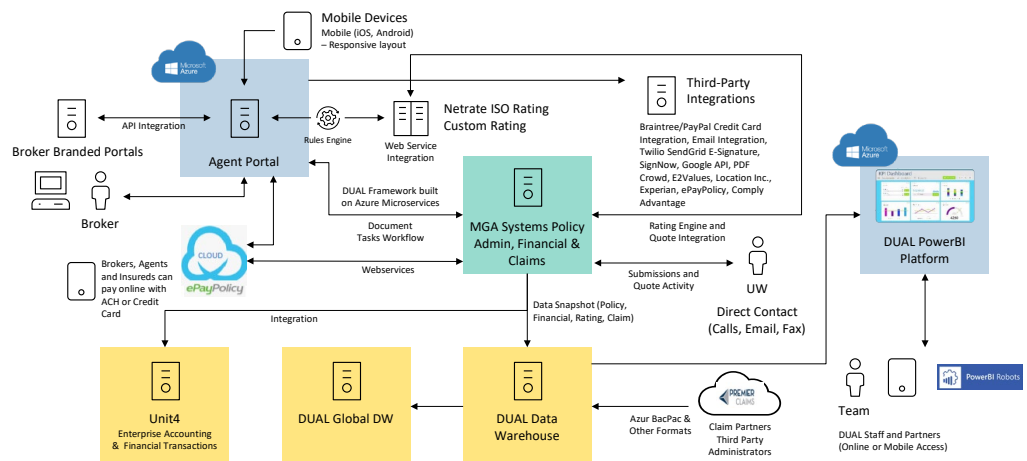 Mobile Devices
Mobile (iOS, Android)
– Responsive layout
Microsoft
Azure
API Integration
Broker Branded Portals
Agent Portal
Rules Engine
Netrate ISO Rating
Custom Rating
Web Service
Integration
Third-Party
Integrations
Braintree/PayPal Credit Card
Integration, Email Integration,
Twilio SendGrid E-Signature,
SignNow, Google API, PDF
Crowd, E2Values, Location Inc.,
Experian, ePayPolicy, Comply
Advantage
Microsoft
Azure
KPI Dashboard
DUAL PowerBI
Platform
Broker
DUAL Framework built
on Azure Microservices
Document
Tasks Workflow
MGA Systems Policy
Admin, Financial &
Claims
Rating Engine and
Quote Integration
Brokers, Agents
and Insureds can
pay online with
ACH or Credit
Card
CLOUD
ePayPolicy
Webservices
Submissions and
Quote Activity
UW
Direct Contact
(Calls, Email, Fax)
Integration
Data Snapshot (Policy,
Financial, Rating, Claim)
Unit4
Enterprise Accounting
& Financial Transactions
DUAL Global DW
DUAL Data
Warehouse
Azur BacPac &
Other Formats
PREMIER
CLAIMS
Claim Partners
Third Party
Administrators
Team
PowerBI Robots
DUAL Staff and Partners
(Online or Mobile Access)